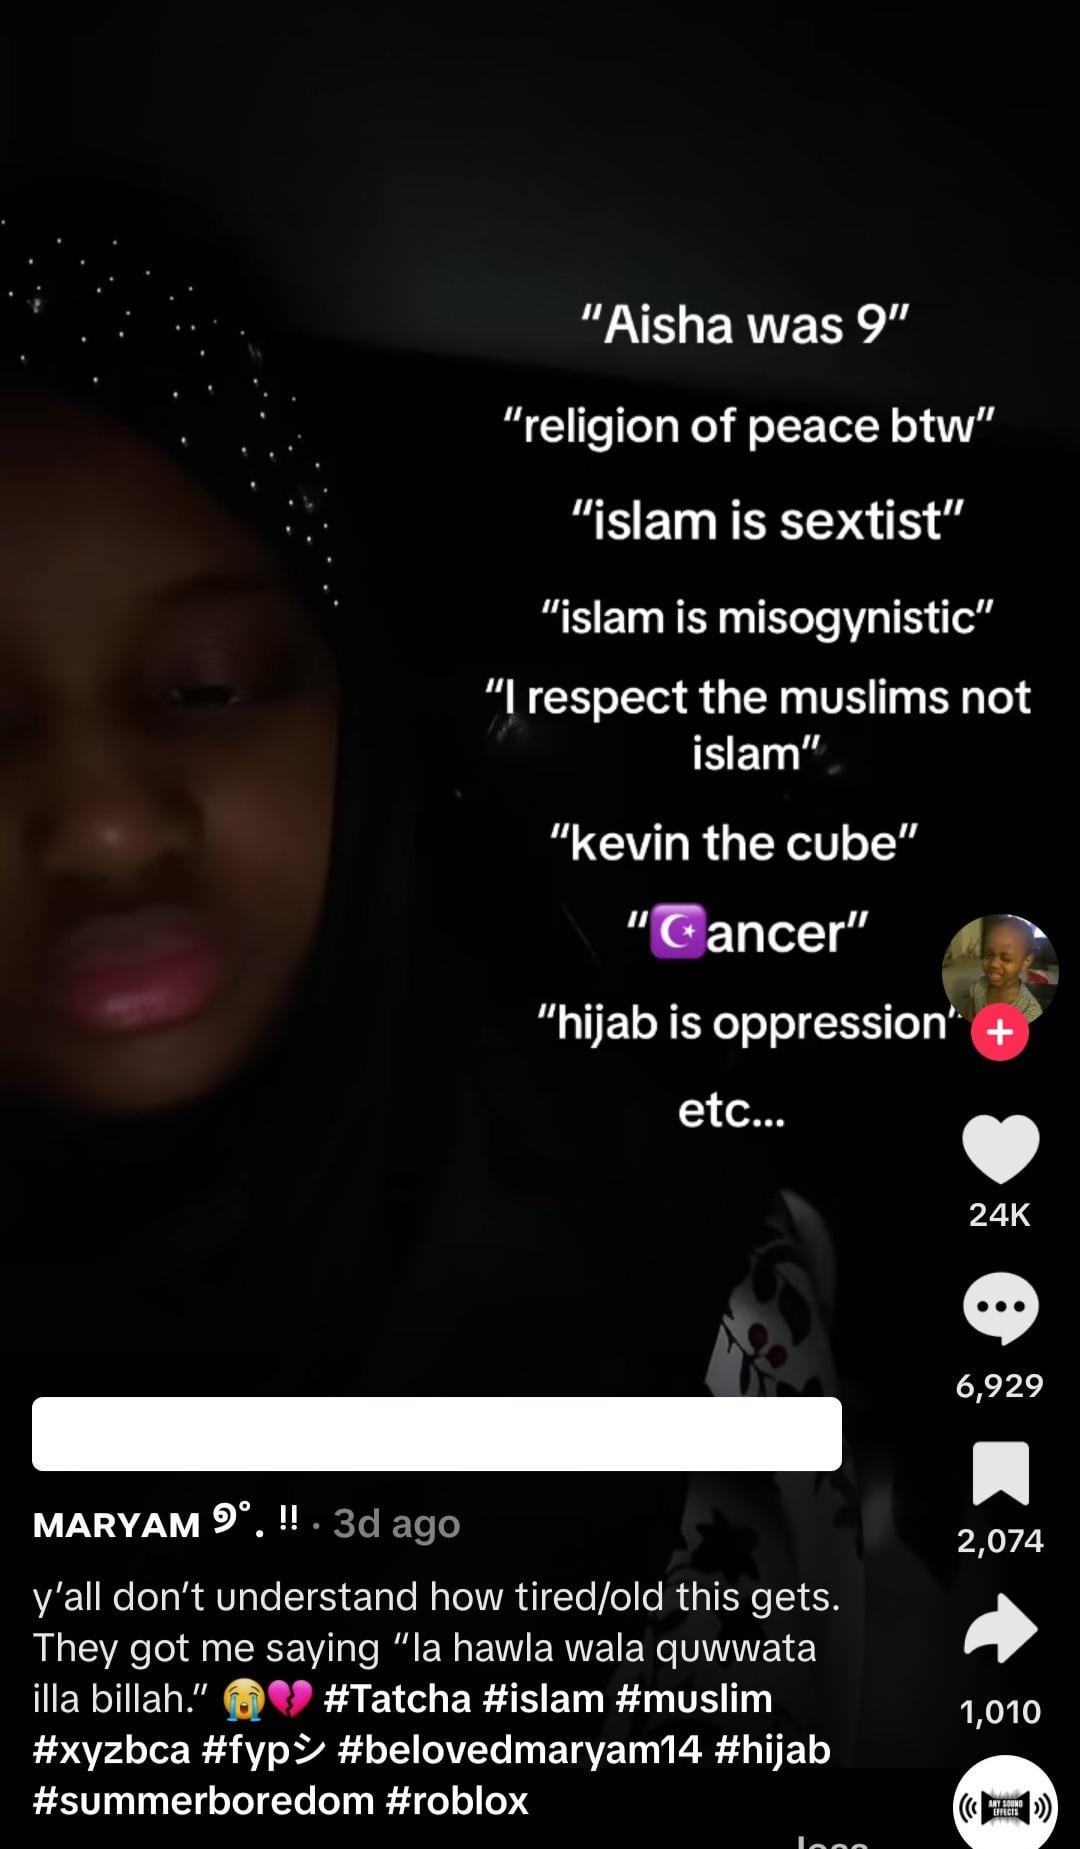 “Aisha was 9”
“religion of peace btw”
“islam is sextist”
“islam is misogynistic”
“I respect the muslims not
islam”
“kevin the cube”
“☪️ancer”
“hijab is oppression”
etc...
24K
6,929
2,074
1,010
ANY SOUND
EFFECTS
ᴍᴀʀʏᴀᴍ ୭˚. !! · 3d ago
y’all don’t understand how tired/old this gets.
They got me saying “la hawla wala quwwata
illa billah.” 😭💔 #Tatcha #islam #muslim
#xyzbca #fypシ #belovedmaryam14 #hijab
#summerboredom #roblox
less